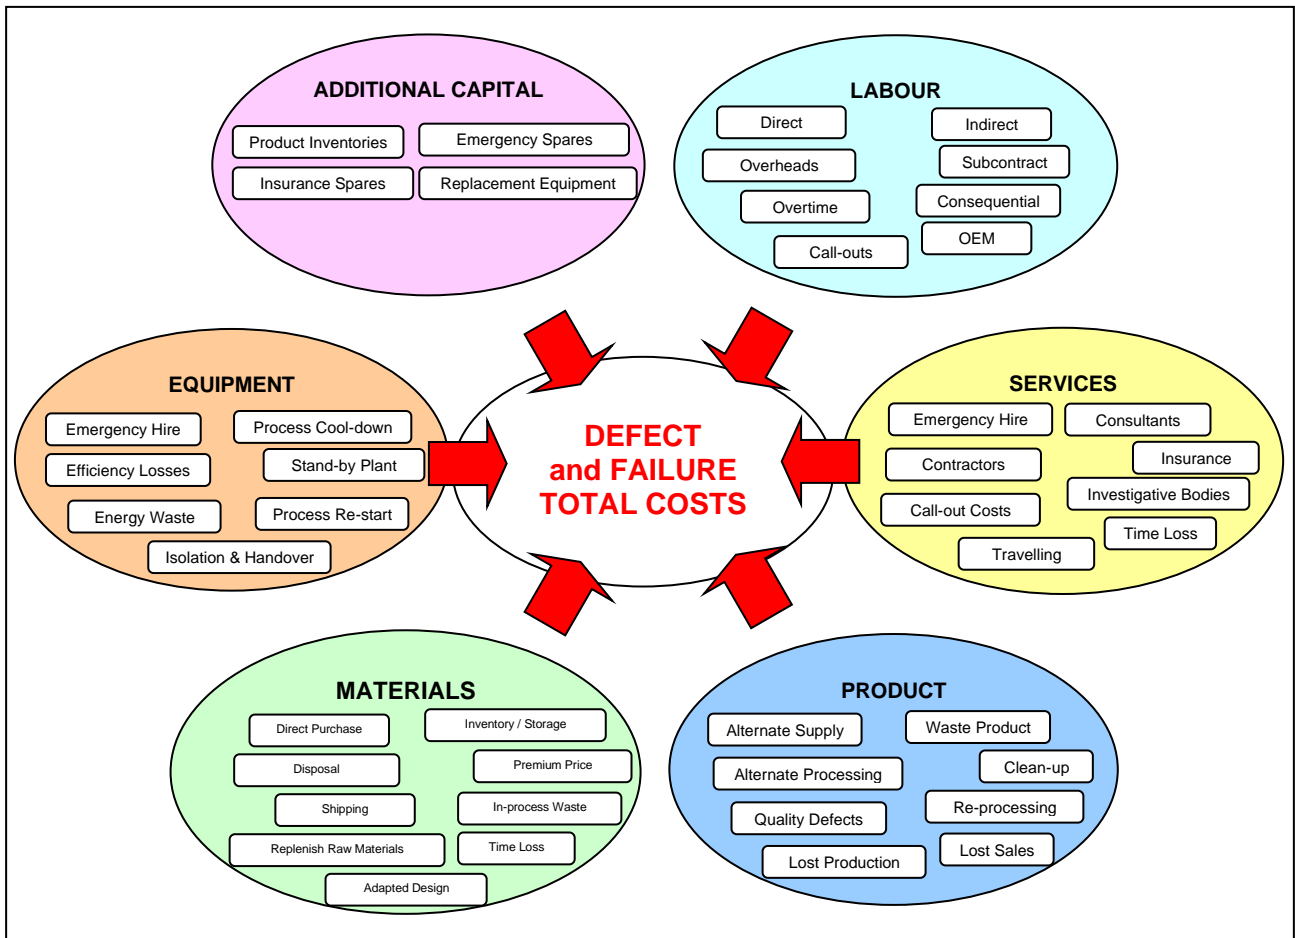 ADDITIONAL CAPITAL
Product Inventories
Emergency Spares
Insurance Spares
Replacement Equipment
LABOUR
Direct
Indirect
Overheads
Subcontract
Overtime
Consequential
Call-outs
OEM
EQUIPMENT
Emergency Hire
Process Cool-down
Efficiency Losses
Stand-by Plant
Energy Waste
Process Re-start
Isolation & Handover
DEFECT
and FAILURE
TOTAL COSTS
SERVICES
Emergency Hire
Consultants
Contractors
Insurance
Call-out Costs
Investigative Bodies
Time Loss
Travelling
MATERIALS
Direct Purchase
Inventory / Storage
Disposal
Premium Price
Shipping
In-process Waste
Replenish Raw Materials
Time Loss
Adapted Design
PRODUCT
Alternate Supply
Waste Product
Alternate Processing
Clean-up
Quality Defects
Re-processing
Lost Production
Lost Sales